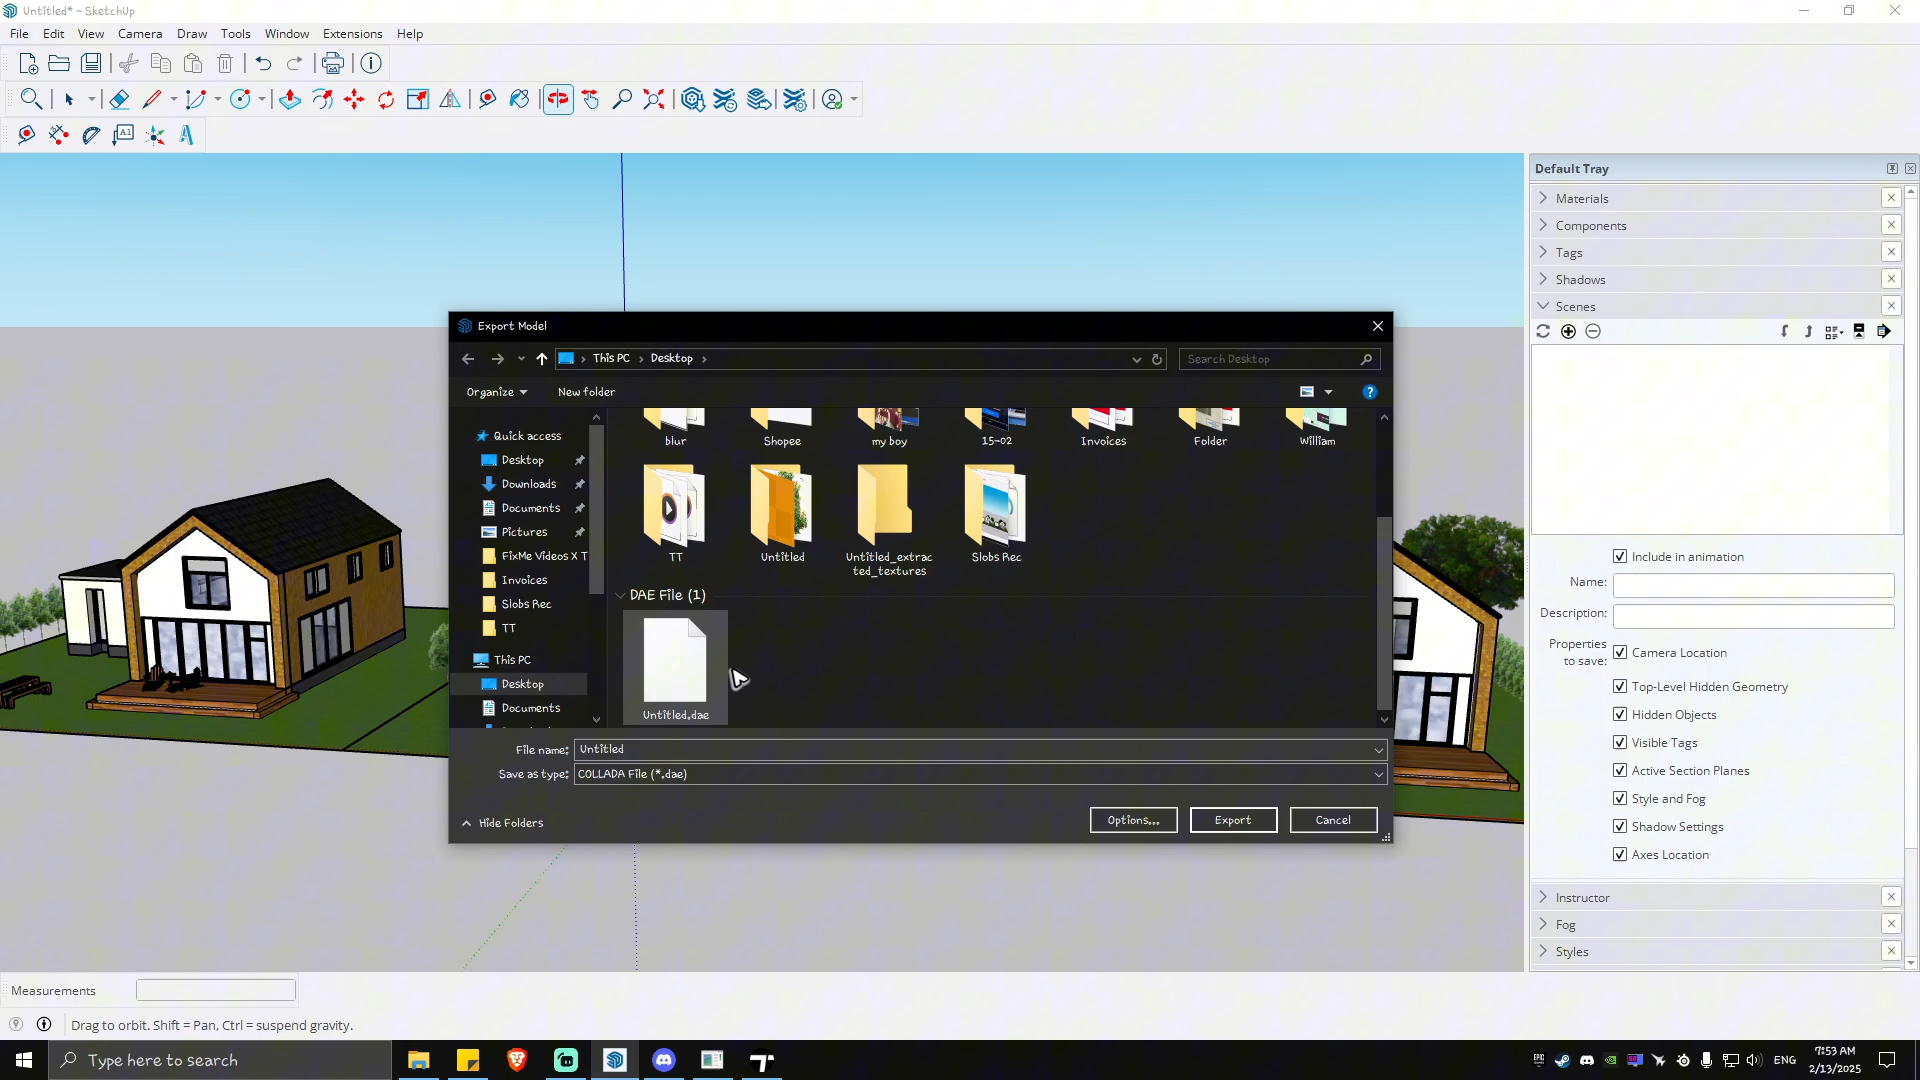 Untitled* - SketchUp
File Edit View Camera Draw Tools Window Extensions Help
A1
Default Tray
Materials
Components
Tags
Shadows
Scenes
Include in animation
Name:
Description:
Properties
to save:
Camera Location
Top-Level Hidden Geometry
Hidden Objects
Visible Tags
Active Section Planes
Style and Fog
Shadow Settings
Axes Location
Instructor
Fog
Styles
Export Model
This PC Desktop
Search Desktop
Organize New folder
Quick access
Desktop
Downloads
Documents
Pictures
FixMe Videos X T
Invoices
Slobs Rec
TT
This PC
Desktop
Documents
blur Shopee my boy 15-02 Invoices Folder William
TT Untitled Untitled_extrac Slobs Rec
ted_textures
DAE File (1)
Untitled.dae
File name: Untitled
Save as type: COLLADA File (*.dae)
Hide Folders
Options... Export Cancel
Measurements
Drag to orbit. Shift = Pan, Ctrl = suspend gravity.
Type here to search
ENG
7:53 AM
2/13/2025